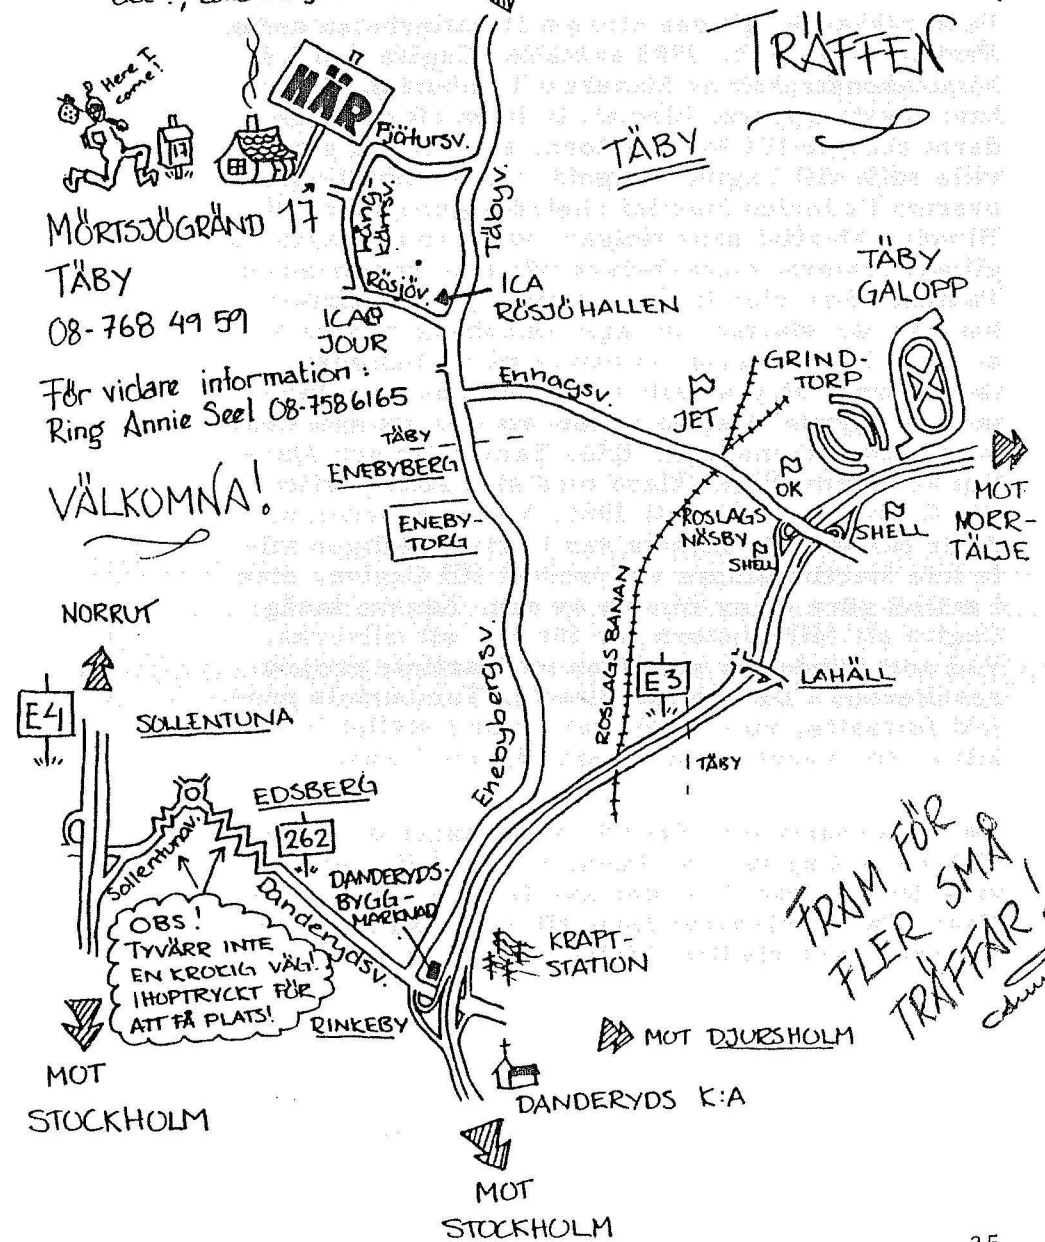 TRÄFFEN
TÄBY
Here I
come!
17
HÄR
Pjätursv.
Täbyv.
Rösjöv.
MÖRTSJÖGRÄND 17
TÄBY
08-768 49 59
ICA
RÖSJÖHALLEN
ICA
JOUR
TÄBY
GALOPP
För vidare information:
Ring Annie Seel 08-7586165
Enhagsv.
JET
GRIND-
TORP
TÄBY
ENEBYBERG
ENEBY-
TORG
VÄLKOMNA!
OK
ROSLAGS
NÄSBY
SHELL
SHELL
MOT
NORR-
TÄLJE
NORRUT
E4
SOLLENTUNA
Enebybergsv.
ROSLAGSBANAN
E3
LAHÄLL
TÄBY
EDSBERG
262
Sollentunav.
Danderydsv.
DANDERYDS-
BYGG-
MARKNAD
OBS!
TYVÄRR INTE
EN KROKIG VÄG!
IHOPTRYCKT FÖR
ATT FÅ PLATS!
RINKEBY
KRAFT-
STATION
FRAM FÖR
FLER SMÅ
TRÄFFAR!
MOT DJURSHOLM
MOT
STOCKHOLM
DANDERYDS K:A
MOT
STOCKHOLM